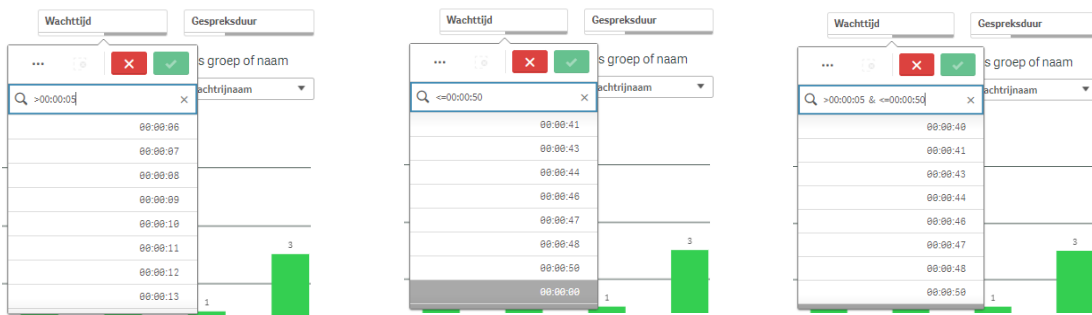 Wachttijd
Gespreksduur
s groep of naam
>00:00:05
achtrijnaam
00:00:06
00:00:07
00:00:08
00:00:09
00:00:10
00:00:11
00:00:12
00:00:13
3
1
Wachttijd
Gespreksduur
s groep of naam
<=00:00:50
achtrijnaam
00:00:41
00:00:43
00:00:44
00:00:46
00:00:47
00:00:48
00:00:50
00:00:00
3
1
Wachttijd
Gespreksduur
s groep of naam
>00:00:05 & <=00:00:50
achtrijnaam
00:00:40
00:00:41
00:00:43
00:00:44
00:00:46
00:00:47
00:00:48
00:00:50
3
1